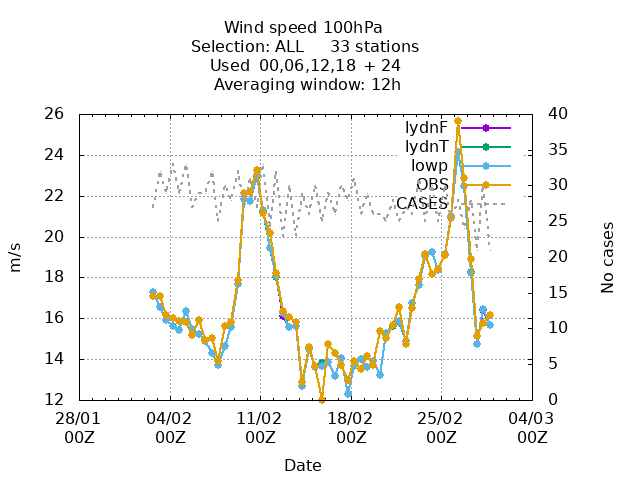 Wind speed 100hPa
Selection: ALL 33 stations
Used 00,06,12,18 + 24
Averaging window: 12h
26
24
22
20
18
16
14
12
m/s
40
35
30
25
20
15
10
5
0
No cases
lydnF
lydnT
lowp
OBS
CASES
28/01 04/02 11/02 18/02 25/02 04/03
00Z 00Z 00Z 00Z 00Z 00Z
Date